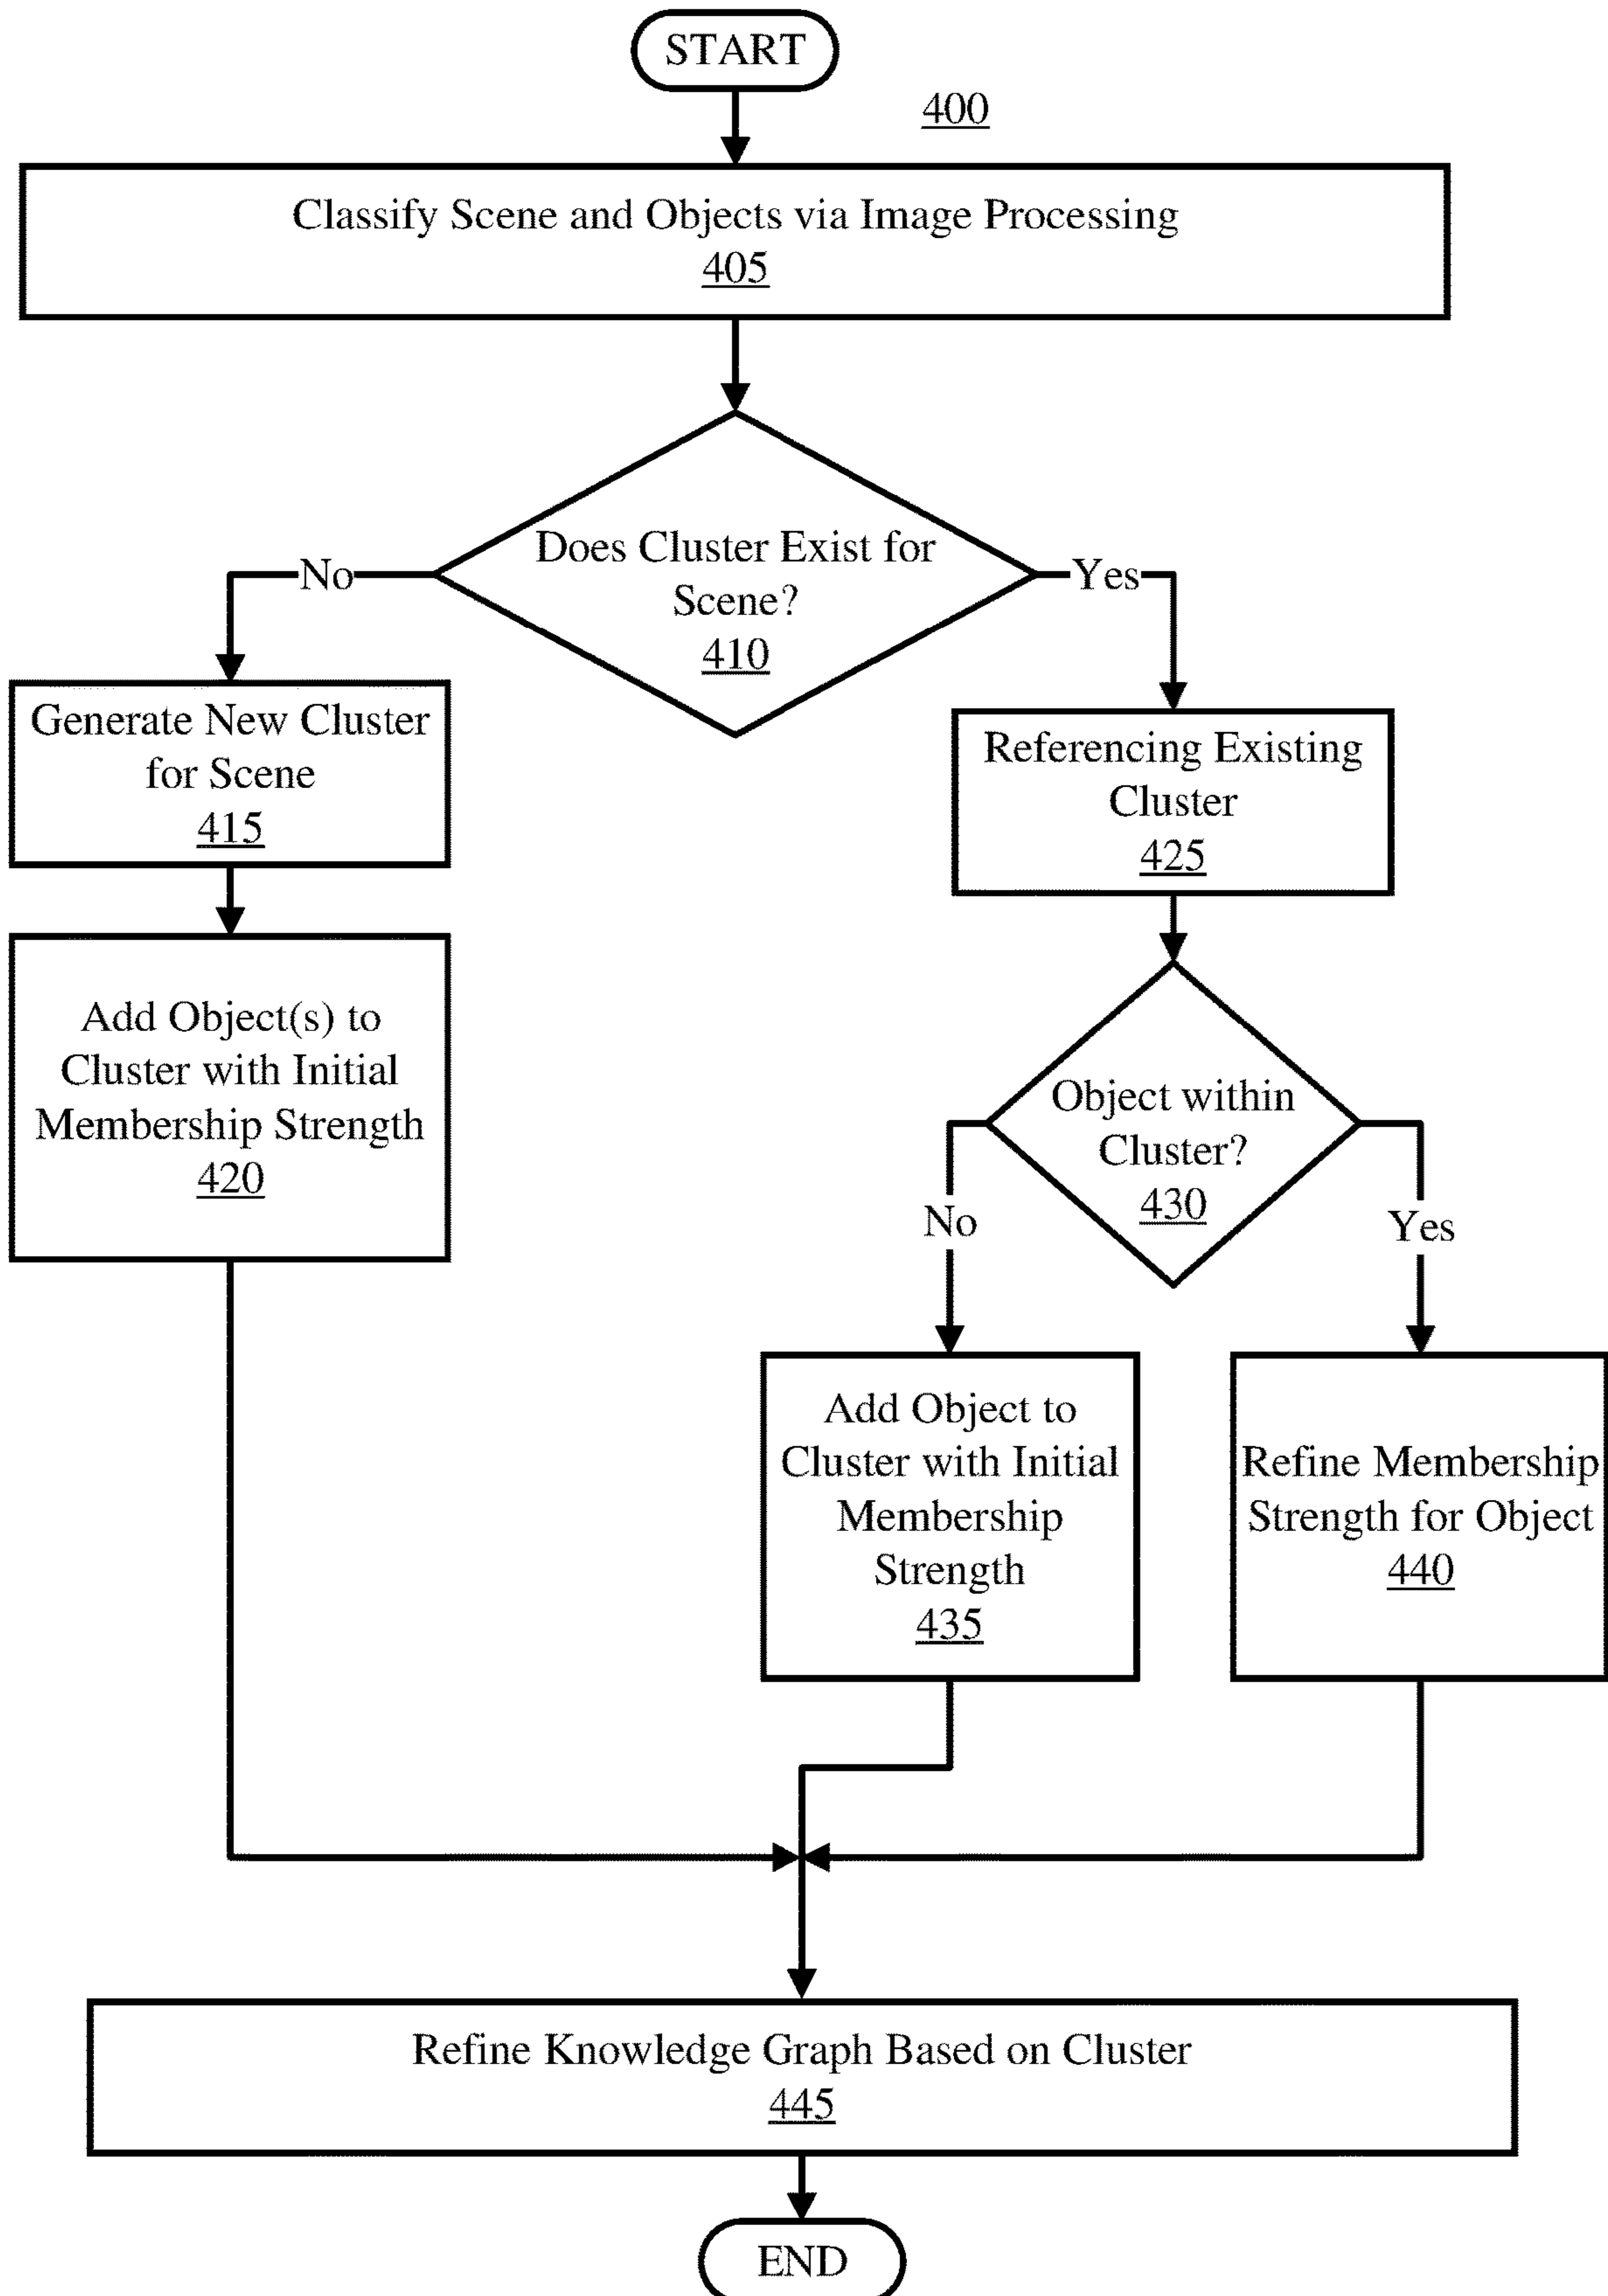 START
400
Classify Scene and Objects via Image Processing
405
Does Cluster Exist for
Scene?
410
No
Yes
Generate New Cluster
for Scene
415
Referencing Existing
Cluster
425
Add Object(s) to
Cluster with Initial
Membership Strength
420
Object within
Cluster?
430
No
Yes
Add Object to
Cluster with Initial
Membership
Strength
435
Refine Membership
Strength for Object
440
Refine Knowledge Graph Based on Cluster
445
END